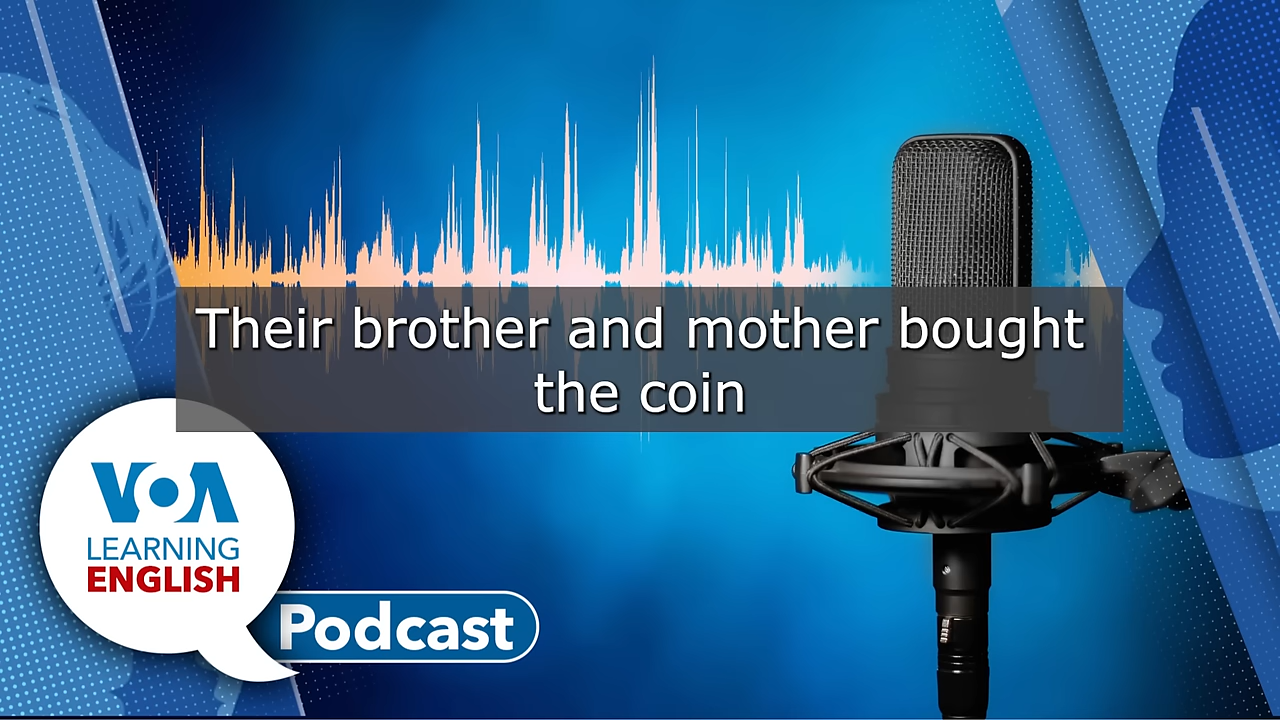 Their brother and mother bought
the coin
VOA
LEARNING
ENGLISH
Podcast